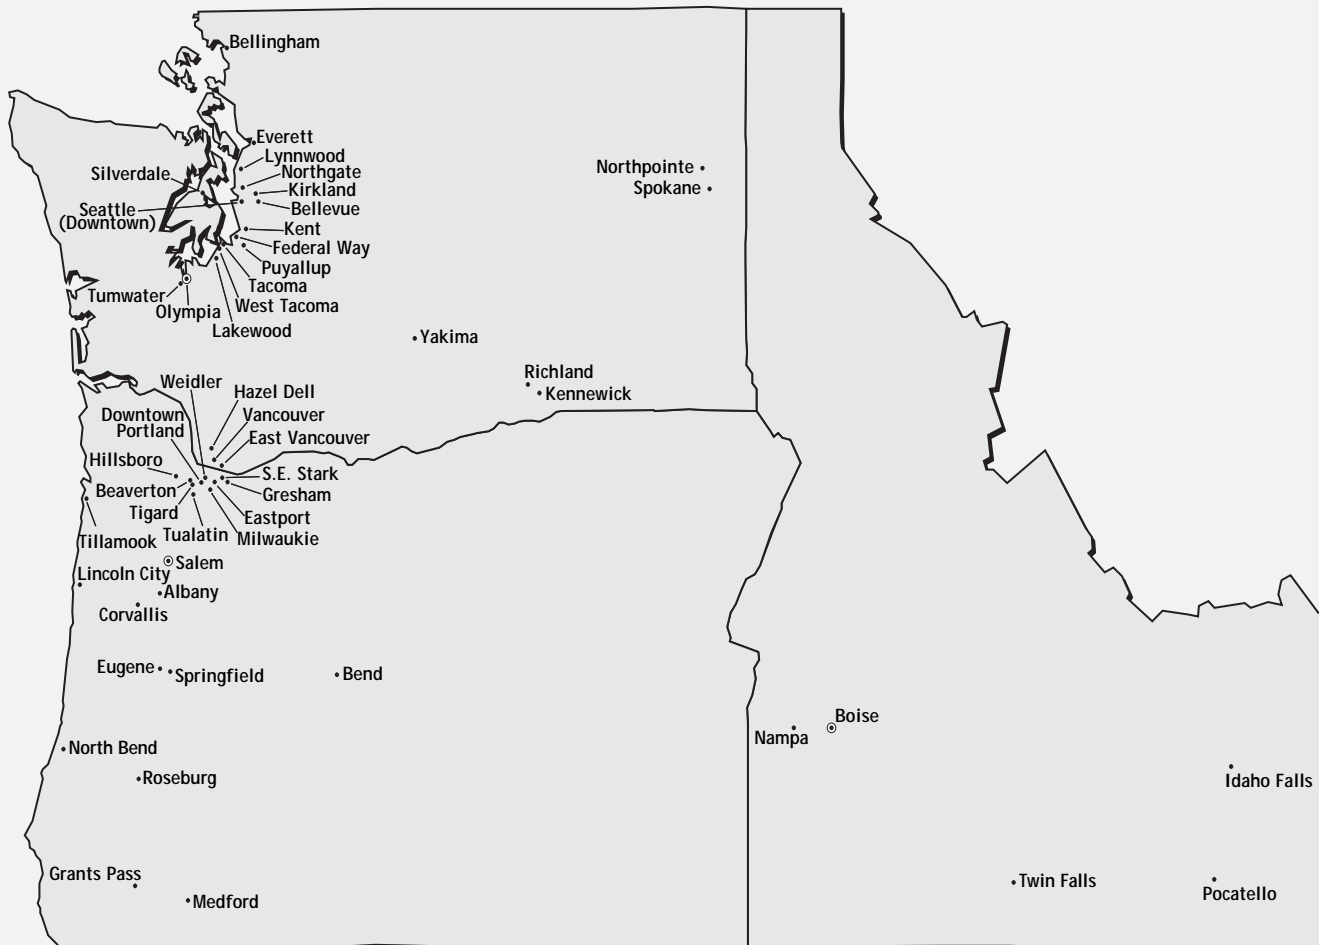 Bellingham
Everett
Lynnwood
Northgate
Silverdale
Kirkland
Seattle
(Downtown)
Bellevue
Kent
Federal Way
Puyallup
Tacoma
West Tacoma
Tumwater
Olympia
Lakewood
Northpointe
Spokane
Yakima
Richland
Kennewick
Weidler
Hazel Dell
Downtown
Portland
Vancouver
East Vancouver
Hillsboro
S.E. Stark
Beaverton
Gresham
Tigard
Eastport
Tillamook
Tualatin
Milwaukie
Salem
Lincoln City
Albany
Corvallis
Eugene
Springfield
Bend
Boise
Nampa
North Bend
Roseburg
Idaho Falls
Grants Pass
Medford
Twin Falls
Pocatello